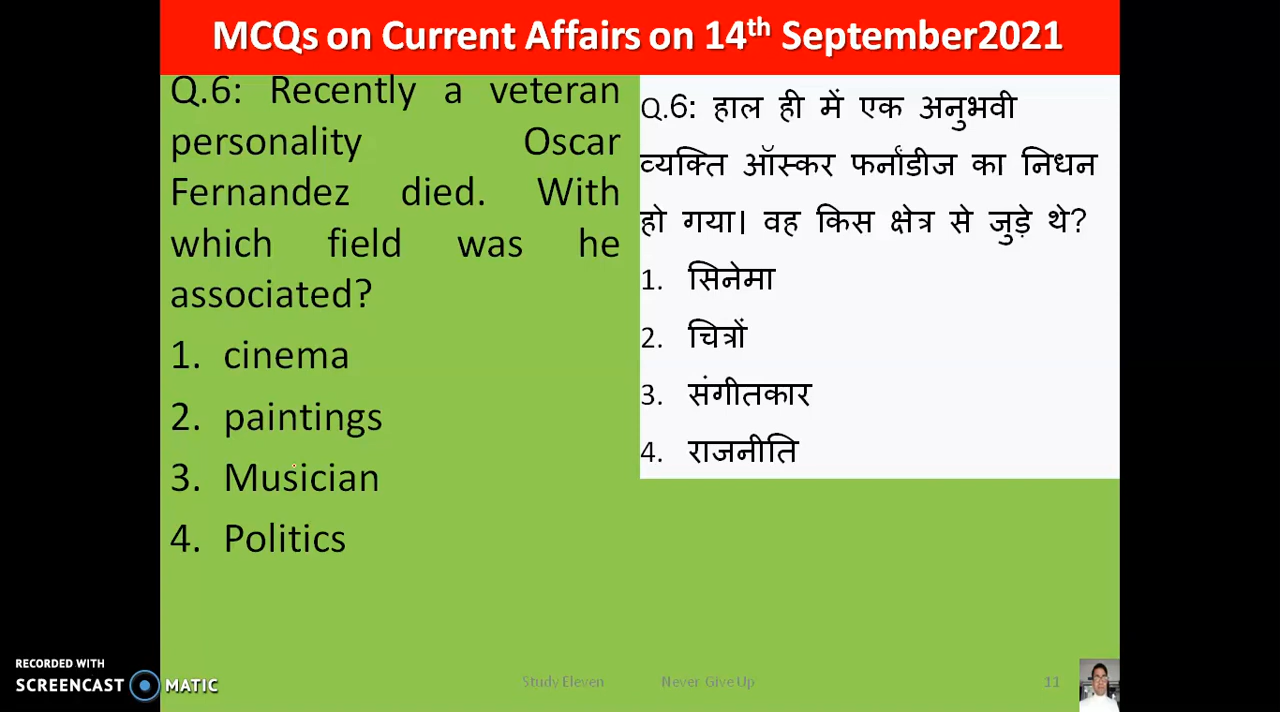 MCQs on Current Affairs on 14th September2021
Q.6: Recently a veteran
personality Oscar
Fernandez died. With
which field was he
associated?
1. cinema
2. paintings
3. Musician
4. Politics
Q.6: हाल ही में एक अनुभवी
व्यक्ति ऑस्कर फर्नांडीज का निधन
हो गया। वह किस क्षेत्र से जुड़े थे?
1. सिनेमा
2. चित्रों
3. संगीतकार
4. राजनीति
RECORDED WITH
SCREENCAST MATIC
Study Eleven Never Give Up 11